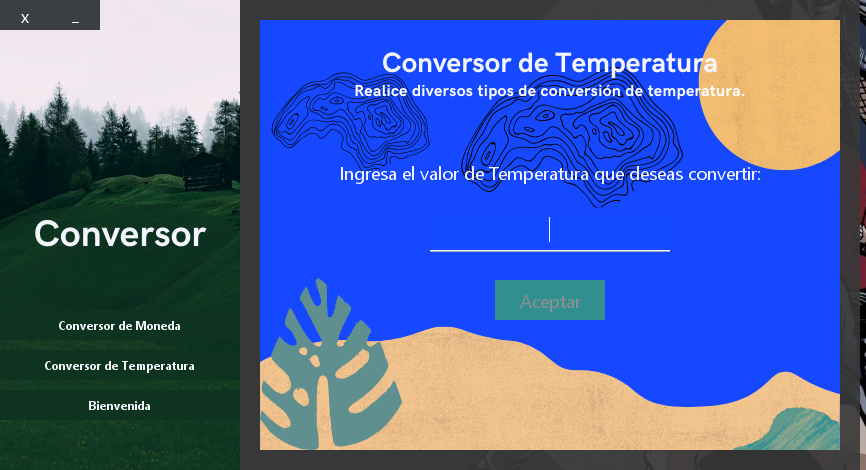 X _
Conversor
Conversor de Moneda
Conversor de Temperatura
Bienvenida
Conversor de Temperatura
Realice diversos tipos de conversión de temperatura.
Ingresa el valor de Temperatura que deseas convertir:
Aceptar